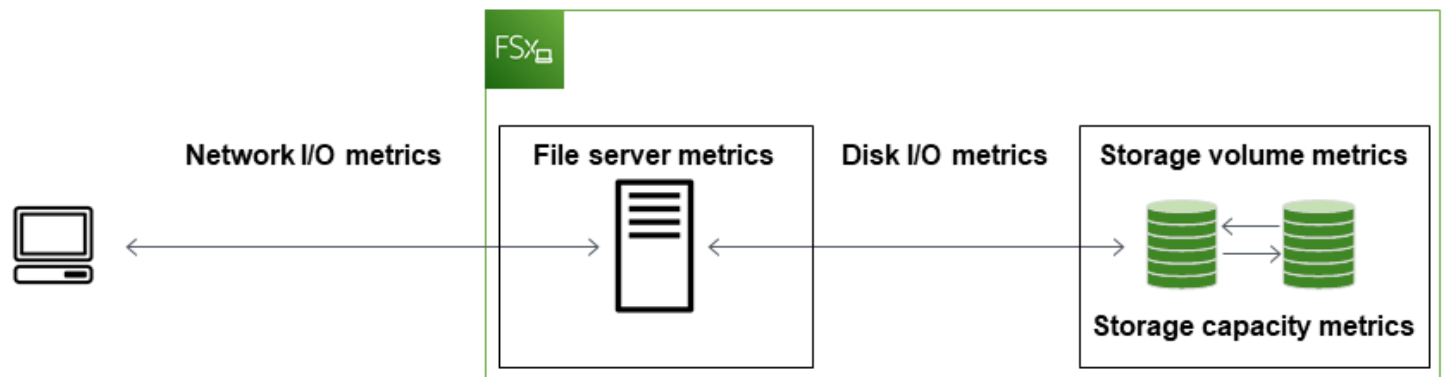 FSx
Network I/O metrics
File server metrics
Disk I/O metrics
Storage volume metrics
Storage capacity metrics